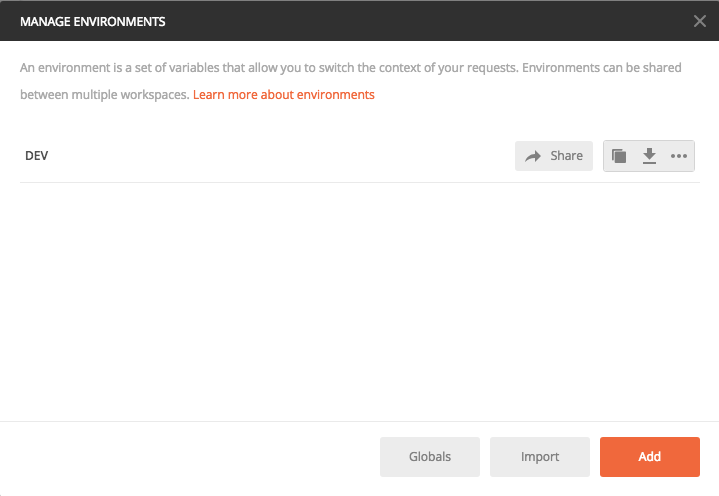 MANAGE ENVIRONMENTS
An environment is a set of variables that allow you to switch the context of your requests. Environments can be shared
between multiple workspaces. Learn more about environments
DEV Share
Globals Import Add